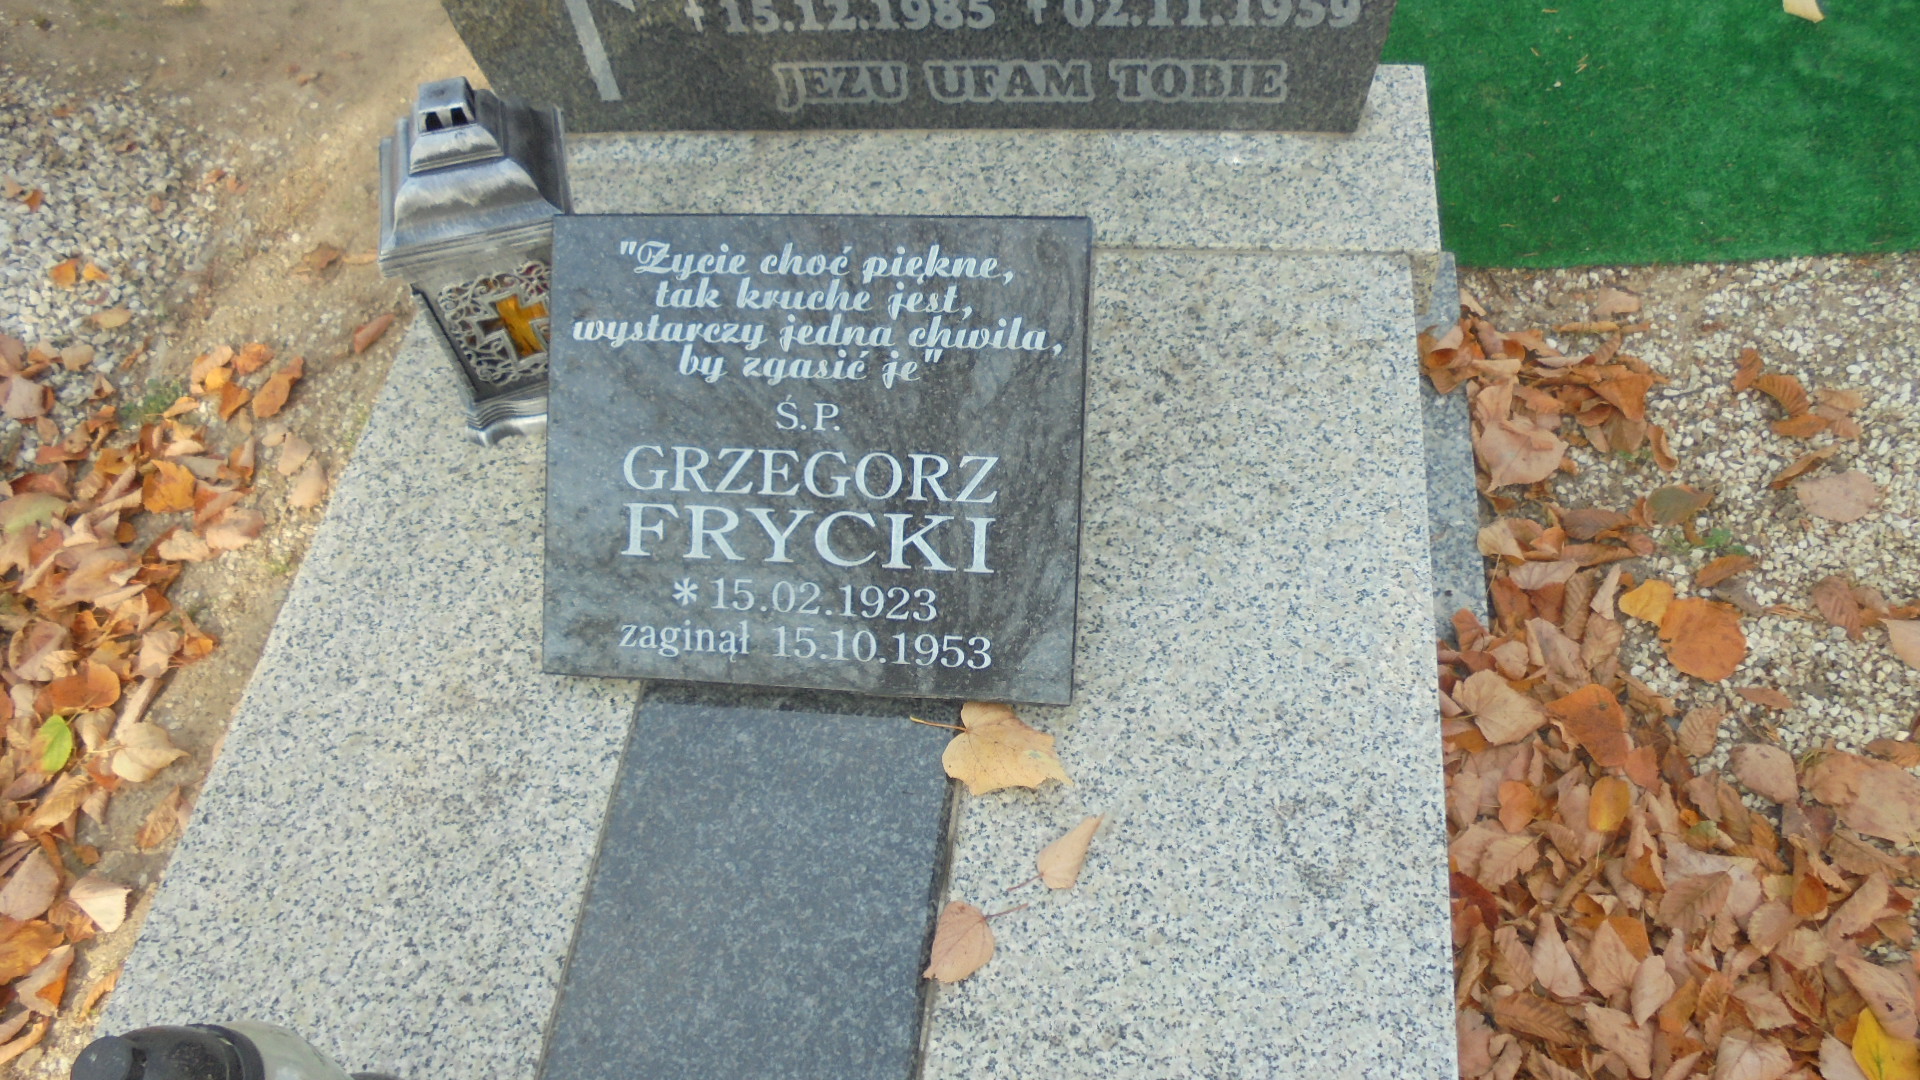 ✝15.12.1985 ✝02.11.1959
JEZU UFAM TOBIE
"Życie choć piękne,
tak kruche jest,
wystarczy jedna chwila,
by zgasić je"
Ś.P.
GRZEGORZ
FRYCKI
* 15.02.1923
zaginął 15.10.1953